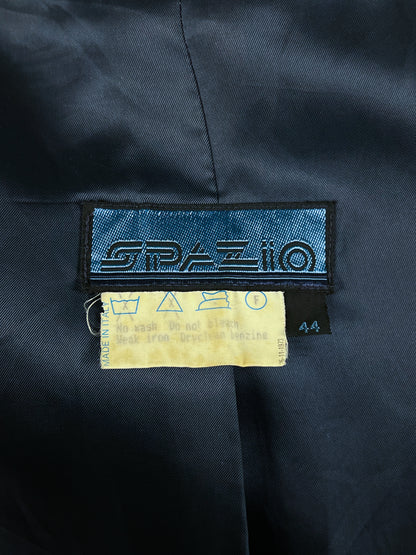 SPAZiO
F
44
MADE IN ITALY
No wash Do not bleach
Weak iron Dryclean benzine